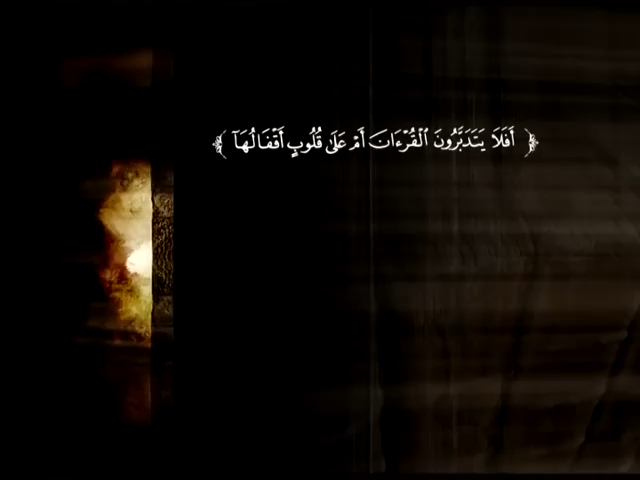 ﴿ أَفَلَا يَتَدَبَّرُونَ ٱلْقُرْءَانَ أَمْ عَلَىٰ قُلُوبٍ أَقْفَالُهَآ ﴾